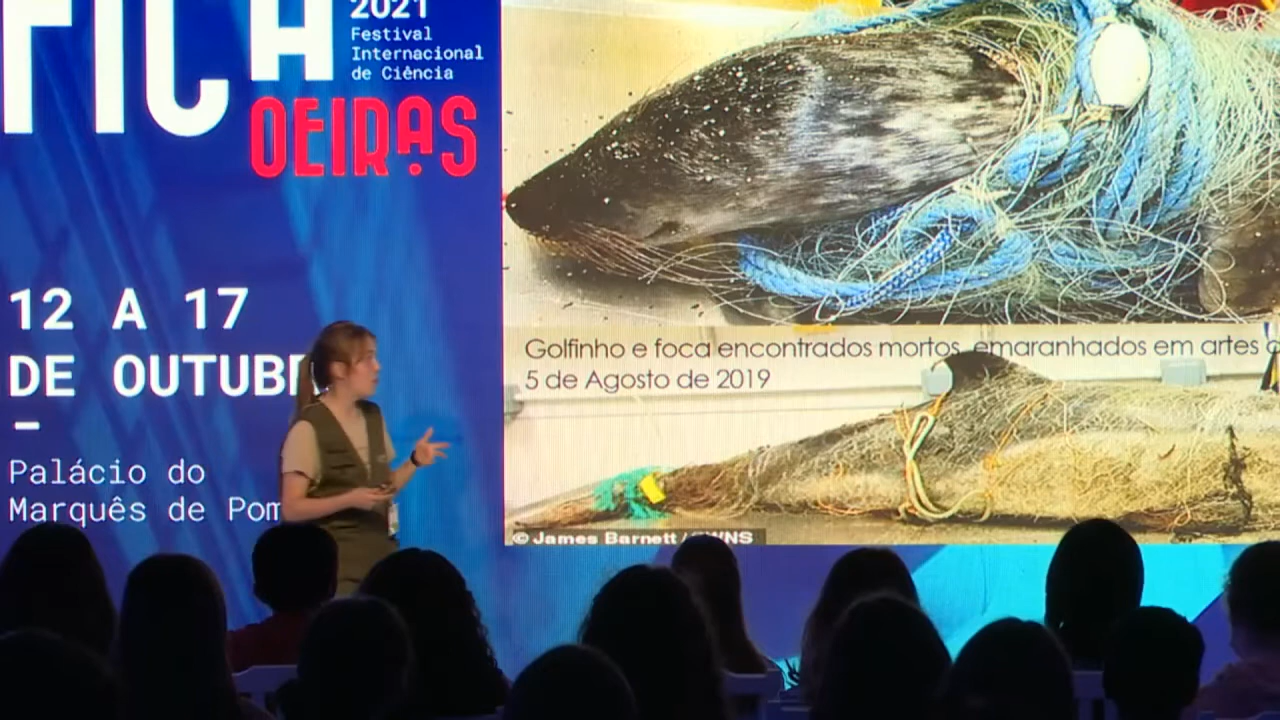 FICA
2021
Festival
Internacional
de Ciência
OEIRAS
12 A 17
DE OUTUB
Palácio do
Marquês de Pom
Golfinho e foca encontrados mortos, emaranhados em artes
5 de Agosto de 2019
© James Barnett /